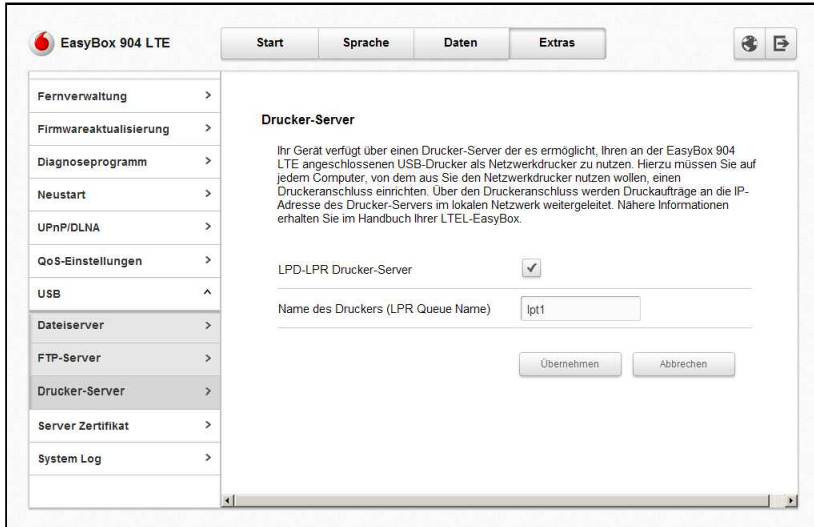 EasyBox 904 LTE
Start
Sprache
Daten
Extras
Fernverwaltung
Firmwareaktualisierung
Diagnoseprogramm
Neustart
UPnP/DLNA
QoS-Einstellungen
USB
Dateiserver
FTP-Server
Drucker-Server
Server Zertifikat
System Log
Drucker-Server
Ihr Gerät verfügt über einen Drucker-Server der es ermöglicht, Ihren an der EasyBox 904
LTE angeschlossenen USB-Drucker als Netzwerkdrucker zu nutzen. Hierzu müssen Sie auf
jedem Computer, von dem aus Sie den Netzwerkdrucker nutzen wollen, einen
Druckeranschluss einrichten. Über den Druckeranschluss werden Druckaufträge an die IP-
Adresse des Drucker-Servers im lokalen Netzwerk weitergeleitet. Nähere Informationen
erhalten Sie im Handbuch Ihrer LTEL-EasyBox.
LPD-LPR Drucker-Server
Name des Druckers (LPR Queue Name)
lpt1
Übernehmen
Abbrechen